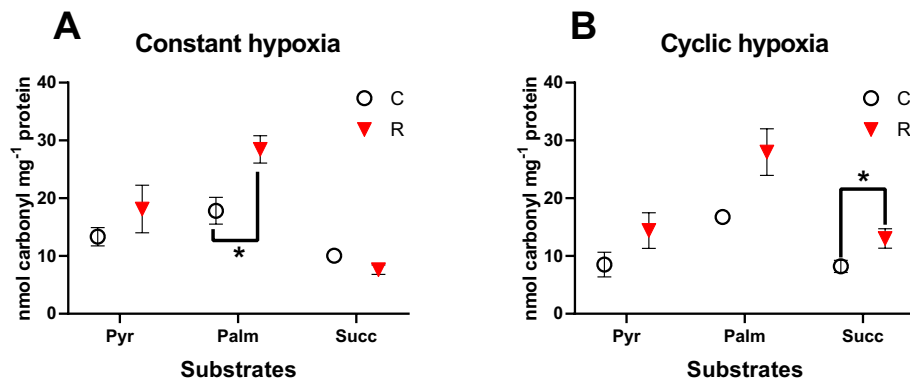 A
Constant hypoxia
nmol carbonyl mg⁻¹ protein
40
30
20
10
0
C
R
*
Pyr
Palm
Succ
Substrates
B
Cyclic hypoxia
nmol carbonyl mg⁻¹ protein
40
30
20
10
0
C
R
*
Pyr
Palm
Succ
Substrates